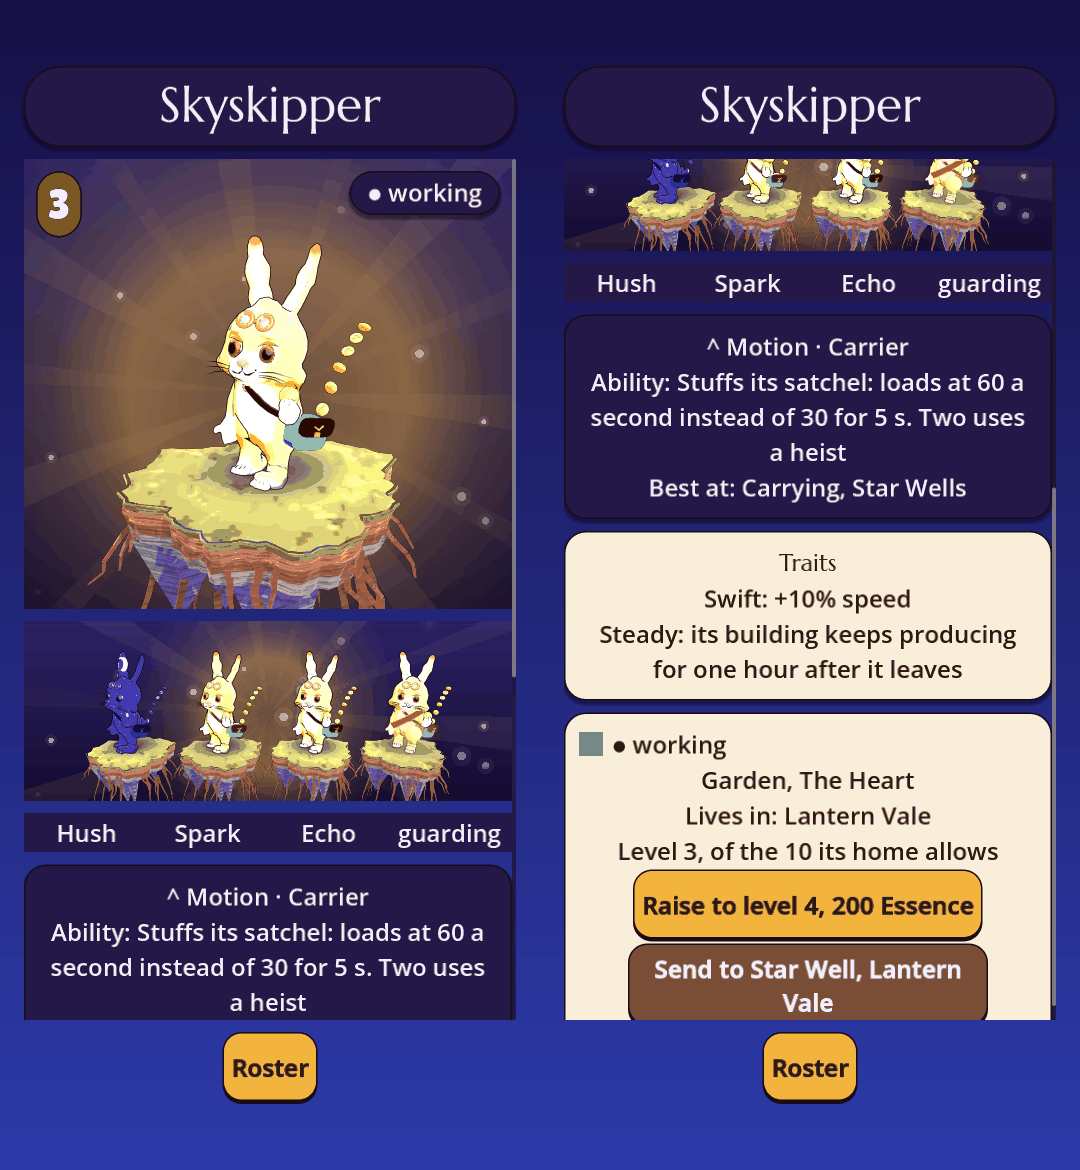 Skyskipper
3
● working
Hush Spark Echo guarding
^ Motion · Carrier
Ability: Stuffs its satchel: loads at 60 a
second instead of 30 for 5 s. Two uses
a heist
Roster
Skyskipper
Hush Spark Echo guarding
^ Motion · Carrier
Ability: Stuffs its satchel: loads at 60 a
second instead of 30 for 5 s. Two uses
a heist
Best at: Carrying, Star Wells
Traits
Swift: +10% speed
Steady: its building keeps producing
for one hour after it leaves
● working
Garden, The Heart
Lives in: Lantern Vale
Level 3, of the 10 its home allows
Raise to level 4, 200 Essence
Send to Star Well, Lantern
Vale
Roster